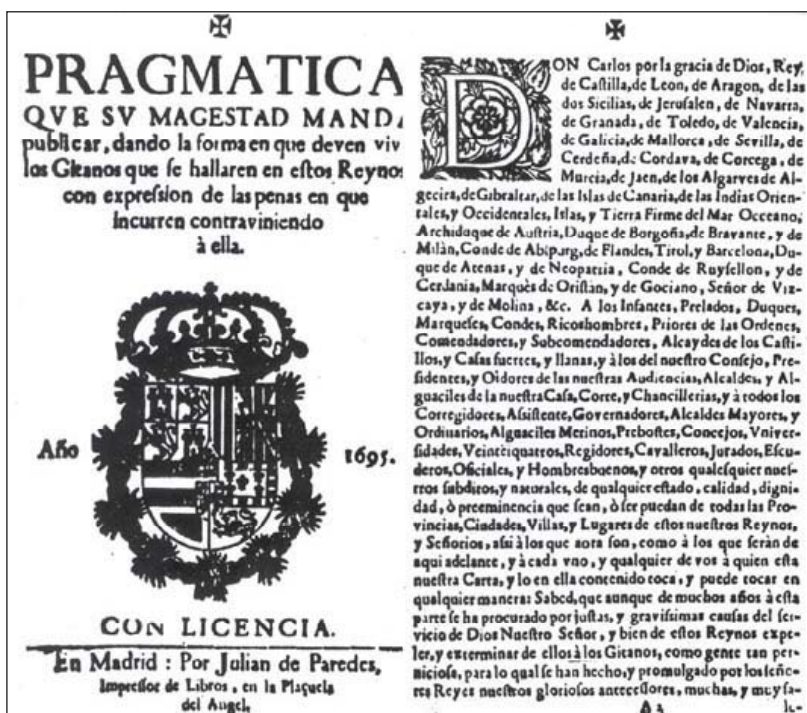 PRAGMATICA
QVE SV MAGESTAD MANDA
publicar, dando la forma en que deven viv
los Gitanos que ſe hallaren en eſtos Reynos
con expreſsion de las penas en que
incurren contraviniendo
à ella.
Año 1695.
CON LICENCIA.
En Madrid : Por Julian de Paredes,
Impreſſor de Libros, en la Plaçuela
del Angel.
DON Carlos por la gracia de Dios, Rey
de Caſtilla, de Leon, de Aragon, de las
dos Sicilias, de Jeruſalen, de Navarra,
de Granada, de Toledo, de Valencia,
de Galicia, de Mallorca, de Sevilla, de
Cerdeña, de Cordava, de Corcega, de
Murcia, de Jaen, de los Algarves de Al-
gecira, de Gibraltar, de las Islas de Canaria, de las Indias Orien-
tales, y Occidentales, Islas, y Tierra Firme del Mar Occeano,
Archiduque de Auſtria, Duque de Borgoña, de Bravante, y de
Milàn, Conde de Abſpurg, de Flandes, Tirol, y Barcelona, Du-
que de Atenas, y de Neopatria, Conde de Ruyſellon, y de
Cerdania, Marquès de Oriſtàn, y de Gociano, Señor de Viz-
caya, y de Molina, &c. A los Infantes, Prelados, Duques,
Marqueſes, Condes, Ricoshombres, Priores de las Ordenes,
Comendadores, y Subcomendadores, Alcaydes de los Caſti-
llos, y Caſas fuertes, y llanas, y à los del nueſtro Conſejo, Pre-
ſidentes, y Oidores de las nueſtras Audiencias, Alcaldes, y Al-
guaciles de la nueſtra Caſa, Corte, y Chancillerias, y à todos los
Corregidores, Aſsiſtente, Governadores, Alcaldes Mayores, y
Ordinarios, Alguaciles Merinos, Preboſtes, Concejos, Vniver-
ſidades, Veintiquatros, Regidores, Cavalleros, Jurados, Eſcu-
deros, Oficiales, y Hombresbuenos, y otros qualeſquier nueſ-
tros ſubditos, y naturales, de qualquier eſtado, calidad, digni-
dad, ò preeminencia que ſean, ò ſer puedan de todas las Pro-
vincias, Ciudades, Villas, y Lugares de eſtos nueſtros Reynos,
y Señorios, aſsi à los que aora ſon, como à los que ſeràn de
aqui adelante, y à cada vno, y qualquier de vos à quien eſta
nueſtra Carta, y lo en ella contenido toca, y puede tocar en
qualquier manera: Sabed, que aunque de muchos años à eſta
parte ſe ha procurado por juſtas, y graviſsimas cauſas del ſer-
vicio de Dios Nueſtro Señor, y bien de eſtos Reynos expe-
ler, y exterminar de ellos à los Gitanos, como gente tan per-
nicioſa, para lo qual ſe han hecho, y promulgado por los ſeño-
res Reyes nueſtros glorioſos anteceſſores, muchas, y muy ſa-
A2 le-